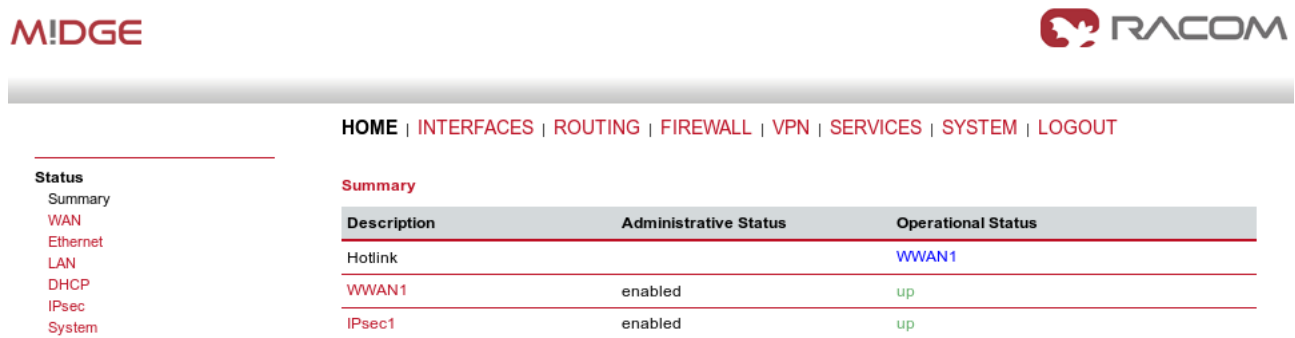 M!DGE
RACOM
HOME | INTERFACES | ROUTING | FIREWALL | VPN | SERVICES | SYSTEM | LOGOUT
Status
Summary
WAN
Ethernet
LAN
DHCP
IPsec
System
Summary
Description Administrative Status Operational Status
Hotlink WWAN1
WWAN1 enabled up
IPsec1 enabled up